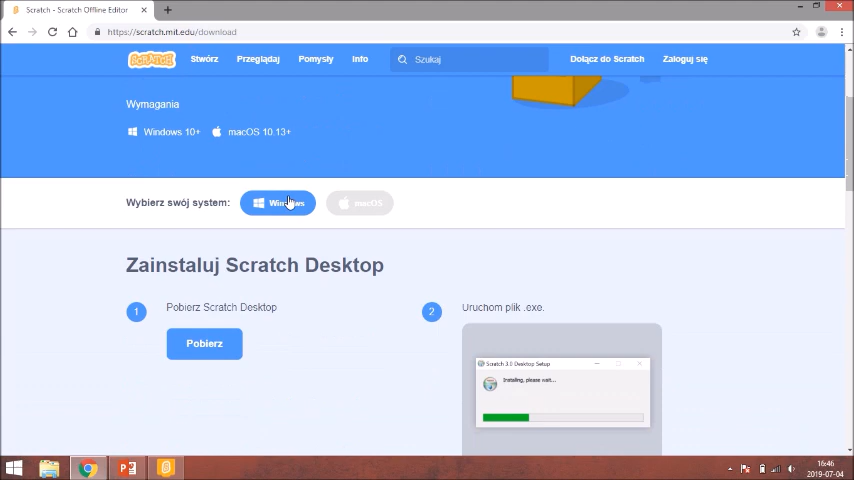 Scratch - Scratch Offline Editor
https://scratch.mit.edu/download
SCRATCH
Stwórz
Przeglądaj
Pomysły
Info
Szukaj
Dołącz do Scratch
Zaloguj się
Wymagania
Windows 10+
macOS 10.13+
Wybierz swój system:
Windows
macOS
Zainstaluj Scratch Desktop
1
Pobierz Scratch Desktop
Pobierz
2
Uruchom plik .exe.
Scratch 3.0 Desktop Setup
Installing, please wait...
16:46
2019-07-04